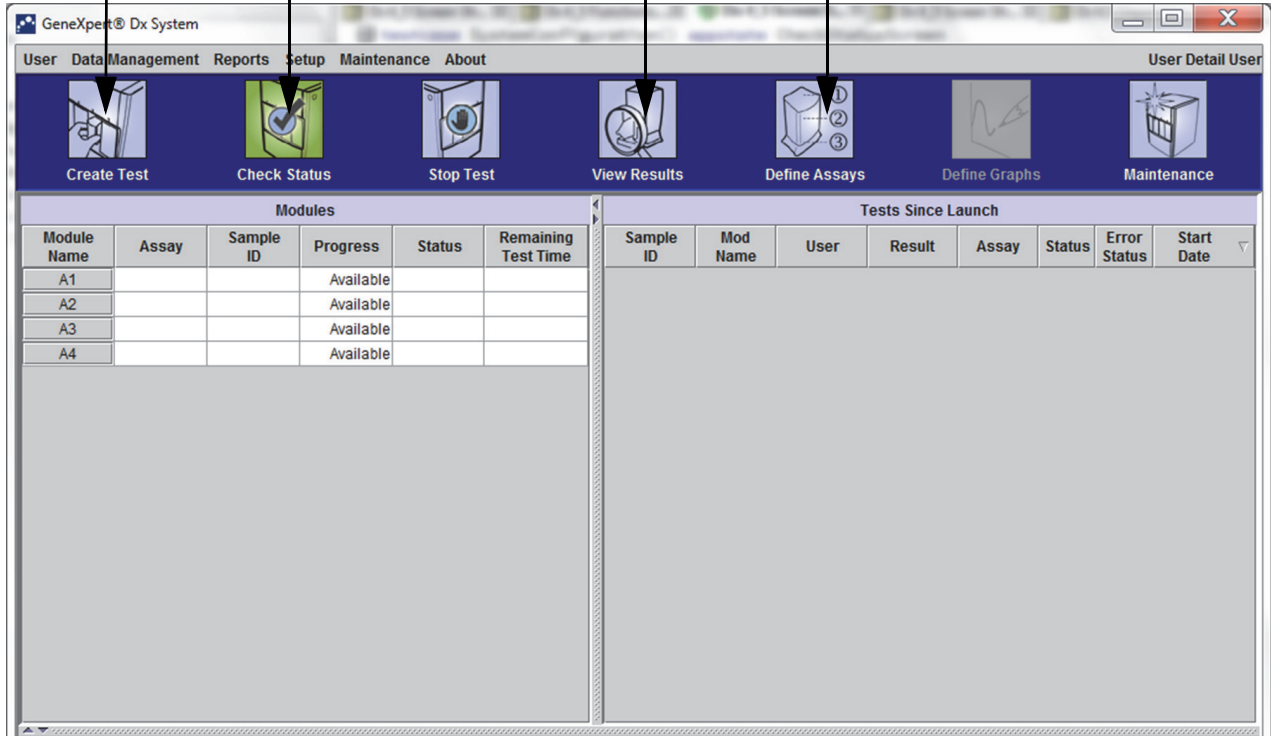 GeneXpert® Dx System
User Data Management Reports Setup Maintenance About User Detail User
① ② ③
Create Test Check Status Stop Test View Results Define Assays Define Graphs Maintenance
Modules
Module Name Assay Sample ID Progress Status Remaining Test Time
A1 Available
A2 Available
A3 Available
A4 Available
Tests Since Launch
Sample ID Mod Name User Result Assay Status Error Status Start Date